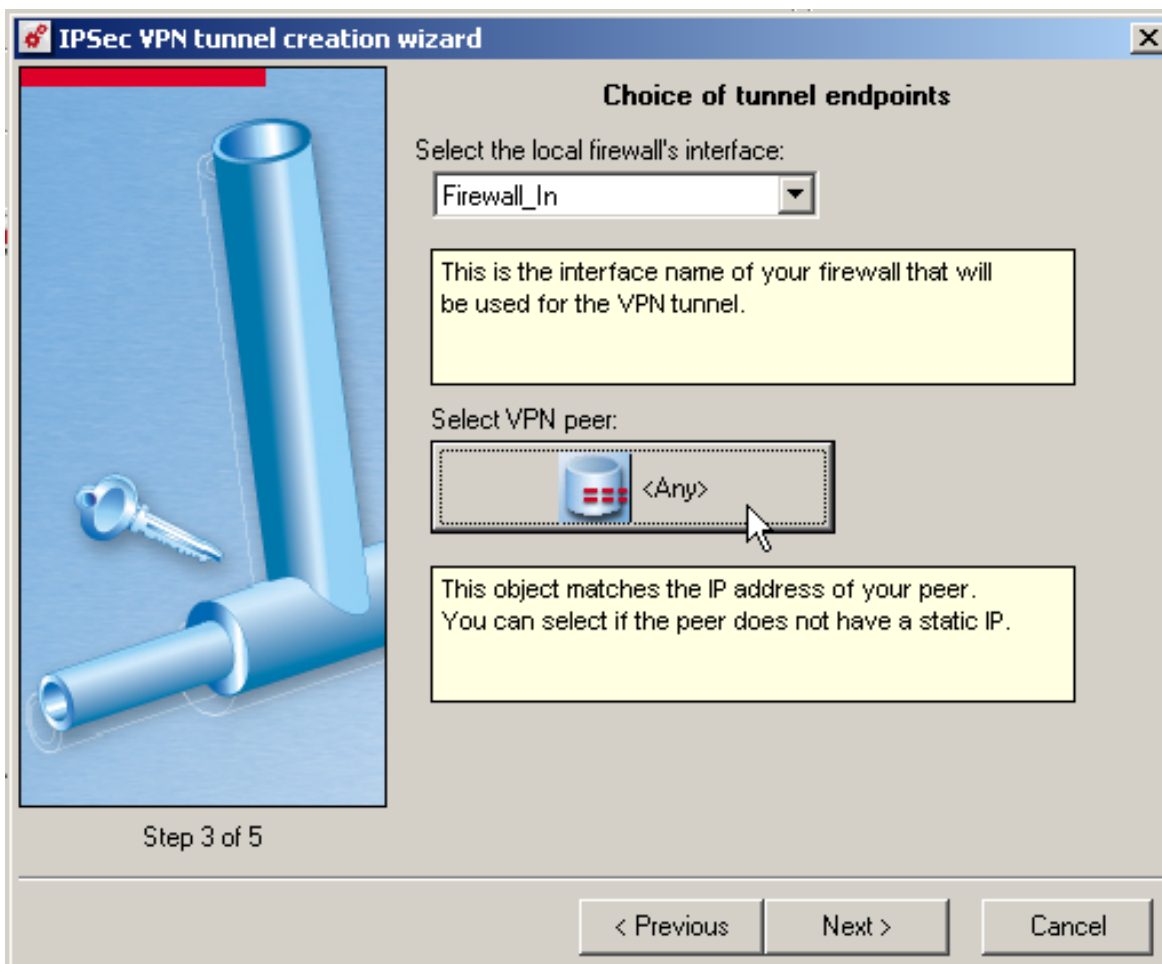 IPSec VPN tunnel creation wizard
Choice of tunnel endpoints
Select the local firewall's interface:
Firewall_In
This is the interface name of your firewall that will
be used for the VPN tunnel.
Select VPN peer:
<Any>
This object matches the IP address of your peer.
You can select if the peer does not have a static IP.
Step 3 of 5
< Previous
Next >
Cancel